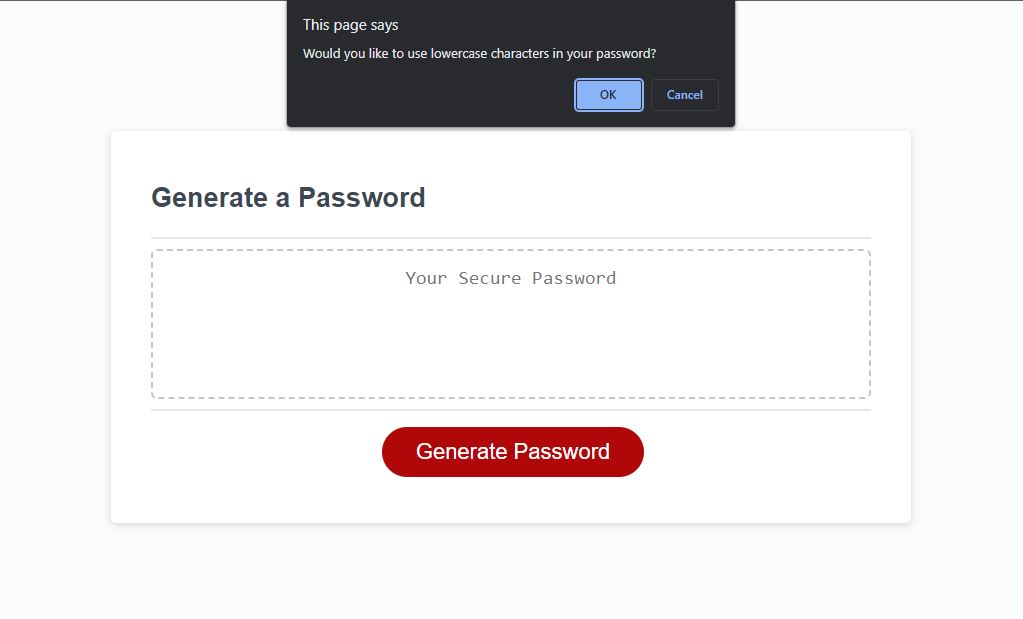 This page says
Would you like to use lowercase characters in your password?
OK
Cancel
Generate a Password
Your Secure Password
Generate Password